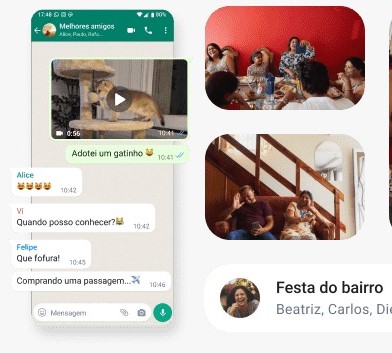 17:48
80%
Melhores amigos
Alice, Paulo, Rafa...
0:56
10:41
Adotei um gatinho 😺 10:41
Alice
😻😻😻😻
10:42
Vi
Quando posso conhecer?😹
10:42
Felipe
Que fofura!
10:45
Comprando uma passagem...✈️
10:46
Mensagem
Festa do bairro
Beatriz, Carlos, Die